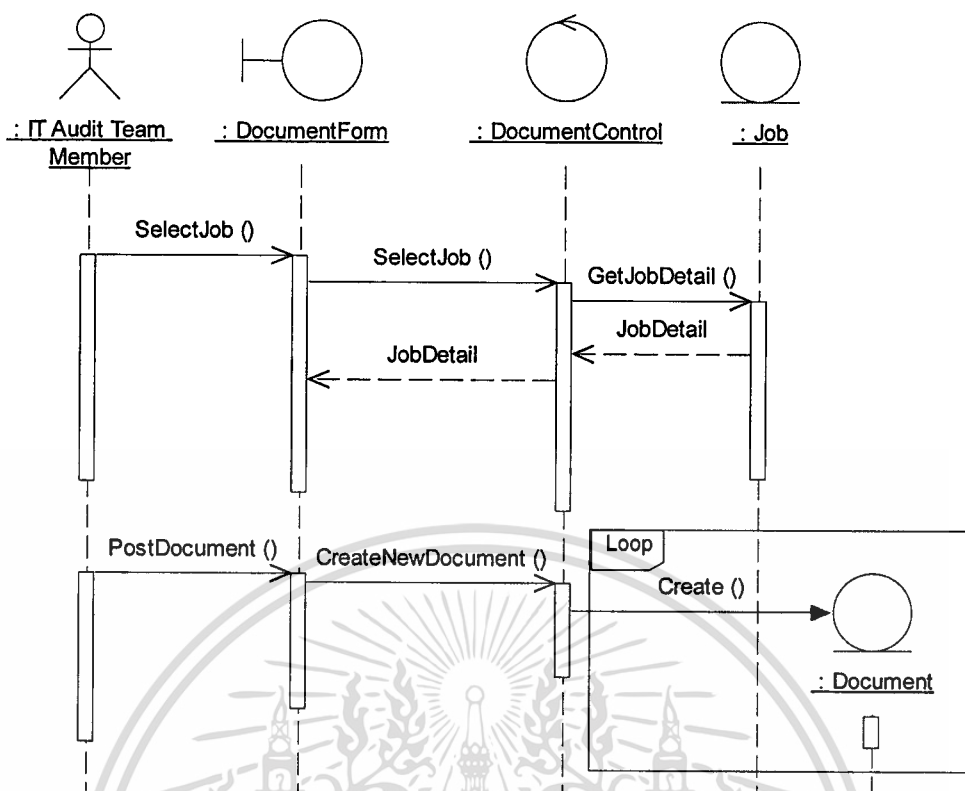 : IT Audit Team
Member
: DocumentForm
: DocumentControl
: Job
SelectJob ()
SelectJob ()
GetJobDetail ()
JobDetail
JobDetail
PostDocument ()
CreateNewDocument ()
Loop
Create ()
: Document